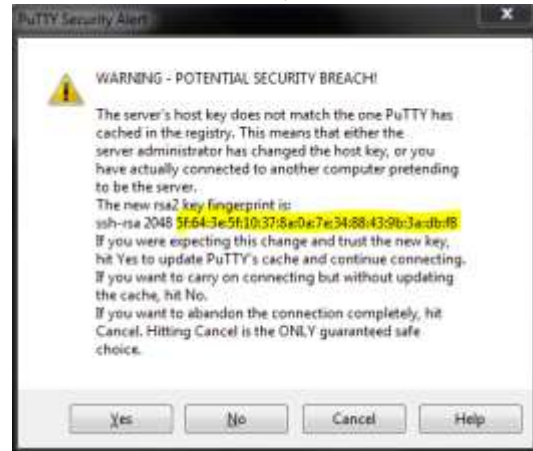 PuTTY Security Alert
WARNING - POTENTIAL SECURITY BREACH!
The server's host key does not match the one PuTTY has
cached in the registry. This means that either the
server administrator has changed the host key, or you
have actually connected to another computer pretending
to be the server.
The new rsa2 key fingerprint is:
ssh-rsa 2048 5f:64:3e:5f:10:37:8a:0a:7e:34:88:43:9b:3a:db:f8
If you were expecting this change and trust the new key,
hit Yes to update PuTTY's cache and continue connecting.
If you want to carry on connecting but without updating
the cache, hit No.
If you want to abandon the connection completely, hit
Cancel. Hitting Cancel is the ONLY guaranteed safe
choice.
Yes No Cancel Help